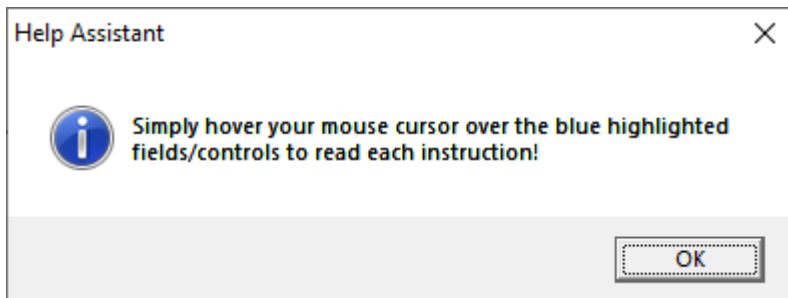 Help Assistant
Simply hover your mouse cursor over the blue highlighted
fields/controls to read each instruction!
OK